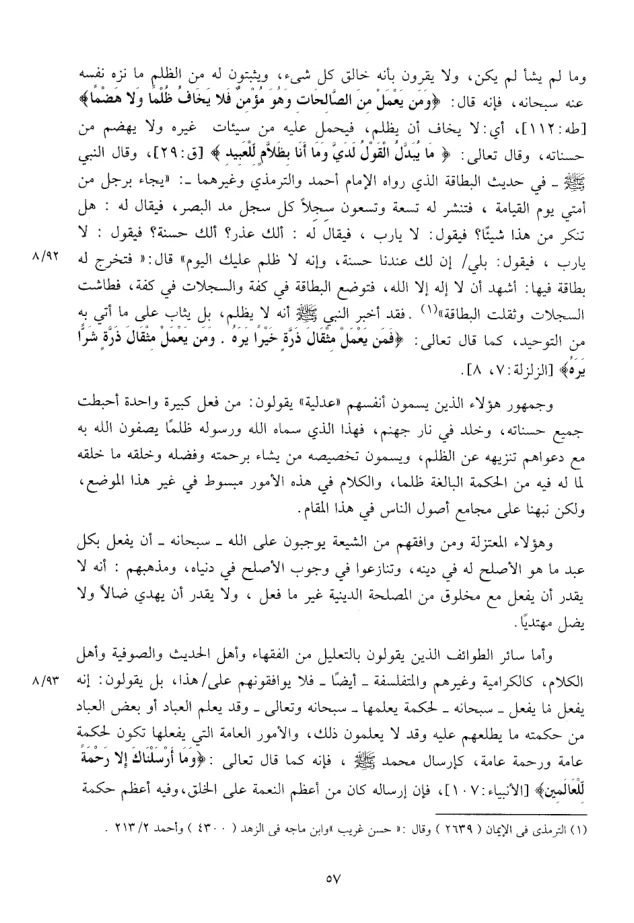 وما لم يشأ لم يكن، ولا يقرون بأنه خالق كل شىء، ويثبتون له من الظلم ما نزه نفسه
عنه سبحانه، فإنه قال: ﴿وَمَن يَعْمَلْ مِنَ الصَّالِحَاتِ وَهُوَ مُؤْمِنٌ فَلا يَخَافُ ظُلْمًا وَلا هَضْمًا﴾
[طه:١١٢]، أي:لا يخاف أن يظلم، فيحمل عليه من سيئات غيره ولا يهضم من
حسناته، وقال تعالى: ﴿ مَا يُبَدَّلُ الْقَوْلُ لَدَيَّ وَمَا أَنَا بِظَلاَّمٍ لِّلْعَبِيدِ ﴾ [ق:٢٩]، وقال النبي
ﷺ ـ في حديث البطاقة الذي رواه الإمام أحمد والترمذي وغيرهما ـ: «يجاء برجل من
أمتي يوم القيامة ، فتنشر له تسعة وتسعون سجلاً كل سجل مد البصر، فيقال له : هل
تنكر من هذا شيئًا؟ فيقول: لا يارب ، فيقال له : ألك عذر؟ ألك حسنة؟ فيقول : لا
يارب ، فيقول: بلي/ إن لك عندنا حسنة، وإنه لا ظلم عليك اليوم» قال:« فتخرج له
٨/٩٢
بطاقة فيها: أشهد أن لا إله إلا الله، فتوضع البطاقة في كفة والسجلات في كفة، فطاشت
السجلات وثقلت البطاقة»(١) .فقد أخبر النبي ﷺ أنه لا يظلم، بل يثاب على ما أتي به
من التوحيد، كما قال تعالى: ﴿فَمَن يَعْمَلْ مِثْقَالَ ذَرَّةٍ خَيْرًا يَرَهُ . وَمَن يَعْمَلْ مِثْقَالَ ذَرَّةٍ شَرًّا
يَرَهُ﴾ [الزلزلة:٧، ٨].
وجمهور هؤلاء الذين يسمون أنفسهم «عدلية» يقولون: من فعل كبيرة واحدة أحبطت
جميع حسناته، وخلد في نار جهنم، فهذا الذي سماه الله ورسوله ظلمًا يصفون الله به
مع دعواهم تنزيهه عن الظلم، ويسمون تخصيصه من يشاء برحمته وفضله وخلقه ما خلقه
لما له فيه من الحكمة البالغة ظلما، والكلام في هذه الأمور مبسوط في غير هذا الموضع،
ولكن نبهنا على مجامع أصول الناس في هذا المقام.
وهؤلاء المعتزلة ومن وافقهم من الشيعة يوجبون على الله ـ سبحانه ـ أن يفعل بكل
عبد ما هو الأصلح له في دينه، وتنازعوا في وجوب الأصلح في دنياه، ومذهبهم : أنه لا
يقدر أن يفعل مع مخلوق من المصلحة الدينية غير ما فعل ، ولا يقدر أن يهدي ضالاً ولا
يضل مهتديًا.
وأما سائر الطوائف الذين يقولون بالتعليل من الفقهاء وأهل الحديث والصوفية وأهل
الكلام، كالكرامية وغيرهم والمتفلسفة ـ أيضًا ـ فلا يوافقونهم على/ هذا، بل يقولون: إنه
٨/٩٣
يفعل ما يفعل ـ سبحانه ـ لحكمة يعلمها ـ سبحانه وتعالى ـ وقد يعلم العباد أو بعض العباد
من حكمته ما يطلعهم عليه وقد لا يعلمون ذلك، والأمور العامة التي يفعلها تكون لحكمة
عامة ورحمة عامة، كإرسال محمد ﷺ ، فإنه كما قال تعالى :﴿وَمَا أَرْسَلْنَاكَ إِلا رَحْمَةً
لِّلْعَالَمِينَ﴾ [الأنبياء:١٠٧]، فإن إرساله كان من أعظم النعمة على الخلق،وفيه أعظم حكمة
(١) الترمذى فى الإيمان ( ٢٦٣٩ ) وقال :« حسن غريب »وابن ماجه فى الزهد ( ٤٣٠٠ ) وأحمد ٢١٣/٢ .
٥٧